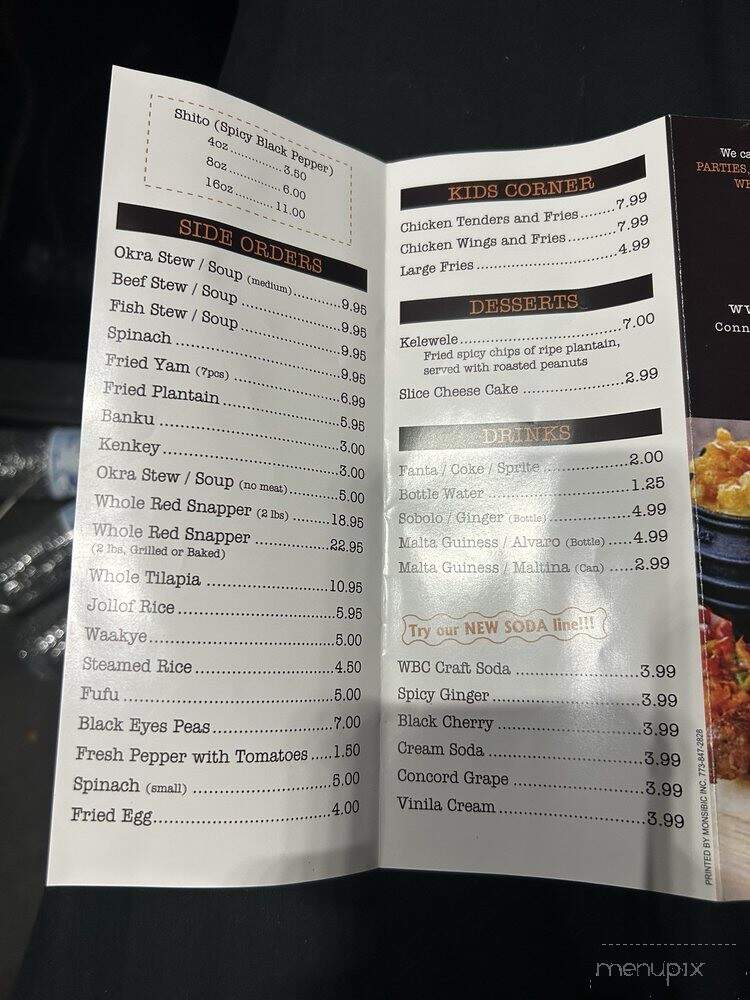 Shito (Spicy Black Pepper)
4oz..............3.50
8oz..............6.00
16oz..........11.00
SIDE ORDERS
Okra Stew / Soup (medium)...........9.95
Beef Stew / Soup ....................9.95
Fish Stew / Soup.....................9.95
Spinach ..............................9.95
Fried Yam (7pcs) .....................6.99
Fried Plantain ........................5.95
Banku ................................3.00
Kenkey................................3.00
Okra Stew / Soup (no meat)...........5.00
Whole Red Snapper (2 lbs) ........18.95
Whole Red Snapper ...............22.95
(2 lbs, Grilled or Baked)
Whole Tilapia ......................10.95
Jollof Rice............................5.95
Waakye...............................5.00
Steamed Rice........................4.50
Fufu ..................................5.00
Black Eyes Peas.....................7.00
Fresh Pepper with Tomatoes.....1.50
Spinach (small) .......................5.00
Fried Egg.............................4.00
KIDS CORNER
Chicken Tenders and Fries........7.99
Chicken Wings and Fries..........7.99
Large Fries..........................4.99
DESSERTS
Kelewele..............................7.00
Fried spicy chips of ripe plantain,
served with roasted peanuts
Slice Cheese Cake ..................2.99
DRINKS
Fanta / Coke / Sprite ...............2.00
Bottle Water .........................1.25
Sobolo / Ginger (Bottle)..............4.99
Malta Guiness / Alvaro (Bottle) .....4.99
Malta Guiness / Maltina (Can) .....2.99
Try our NEW SODA line!!!
WBC Craft Soda .....................3.99
Spicy Ginger.........................3.99
Black Cherry ........................3.99
Cream Soda .........................3.99
Concord Grape ......................3.99
Vinila Cream ........................3.99
PRINTED BY MONSIBIC INC. 773-847-2828
We ca
PARTIES,
Conn
menupix